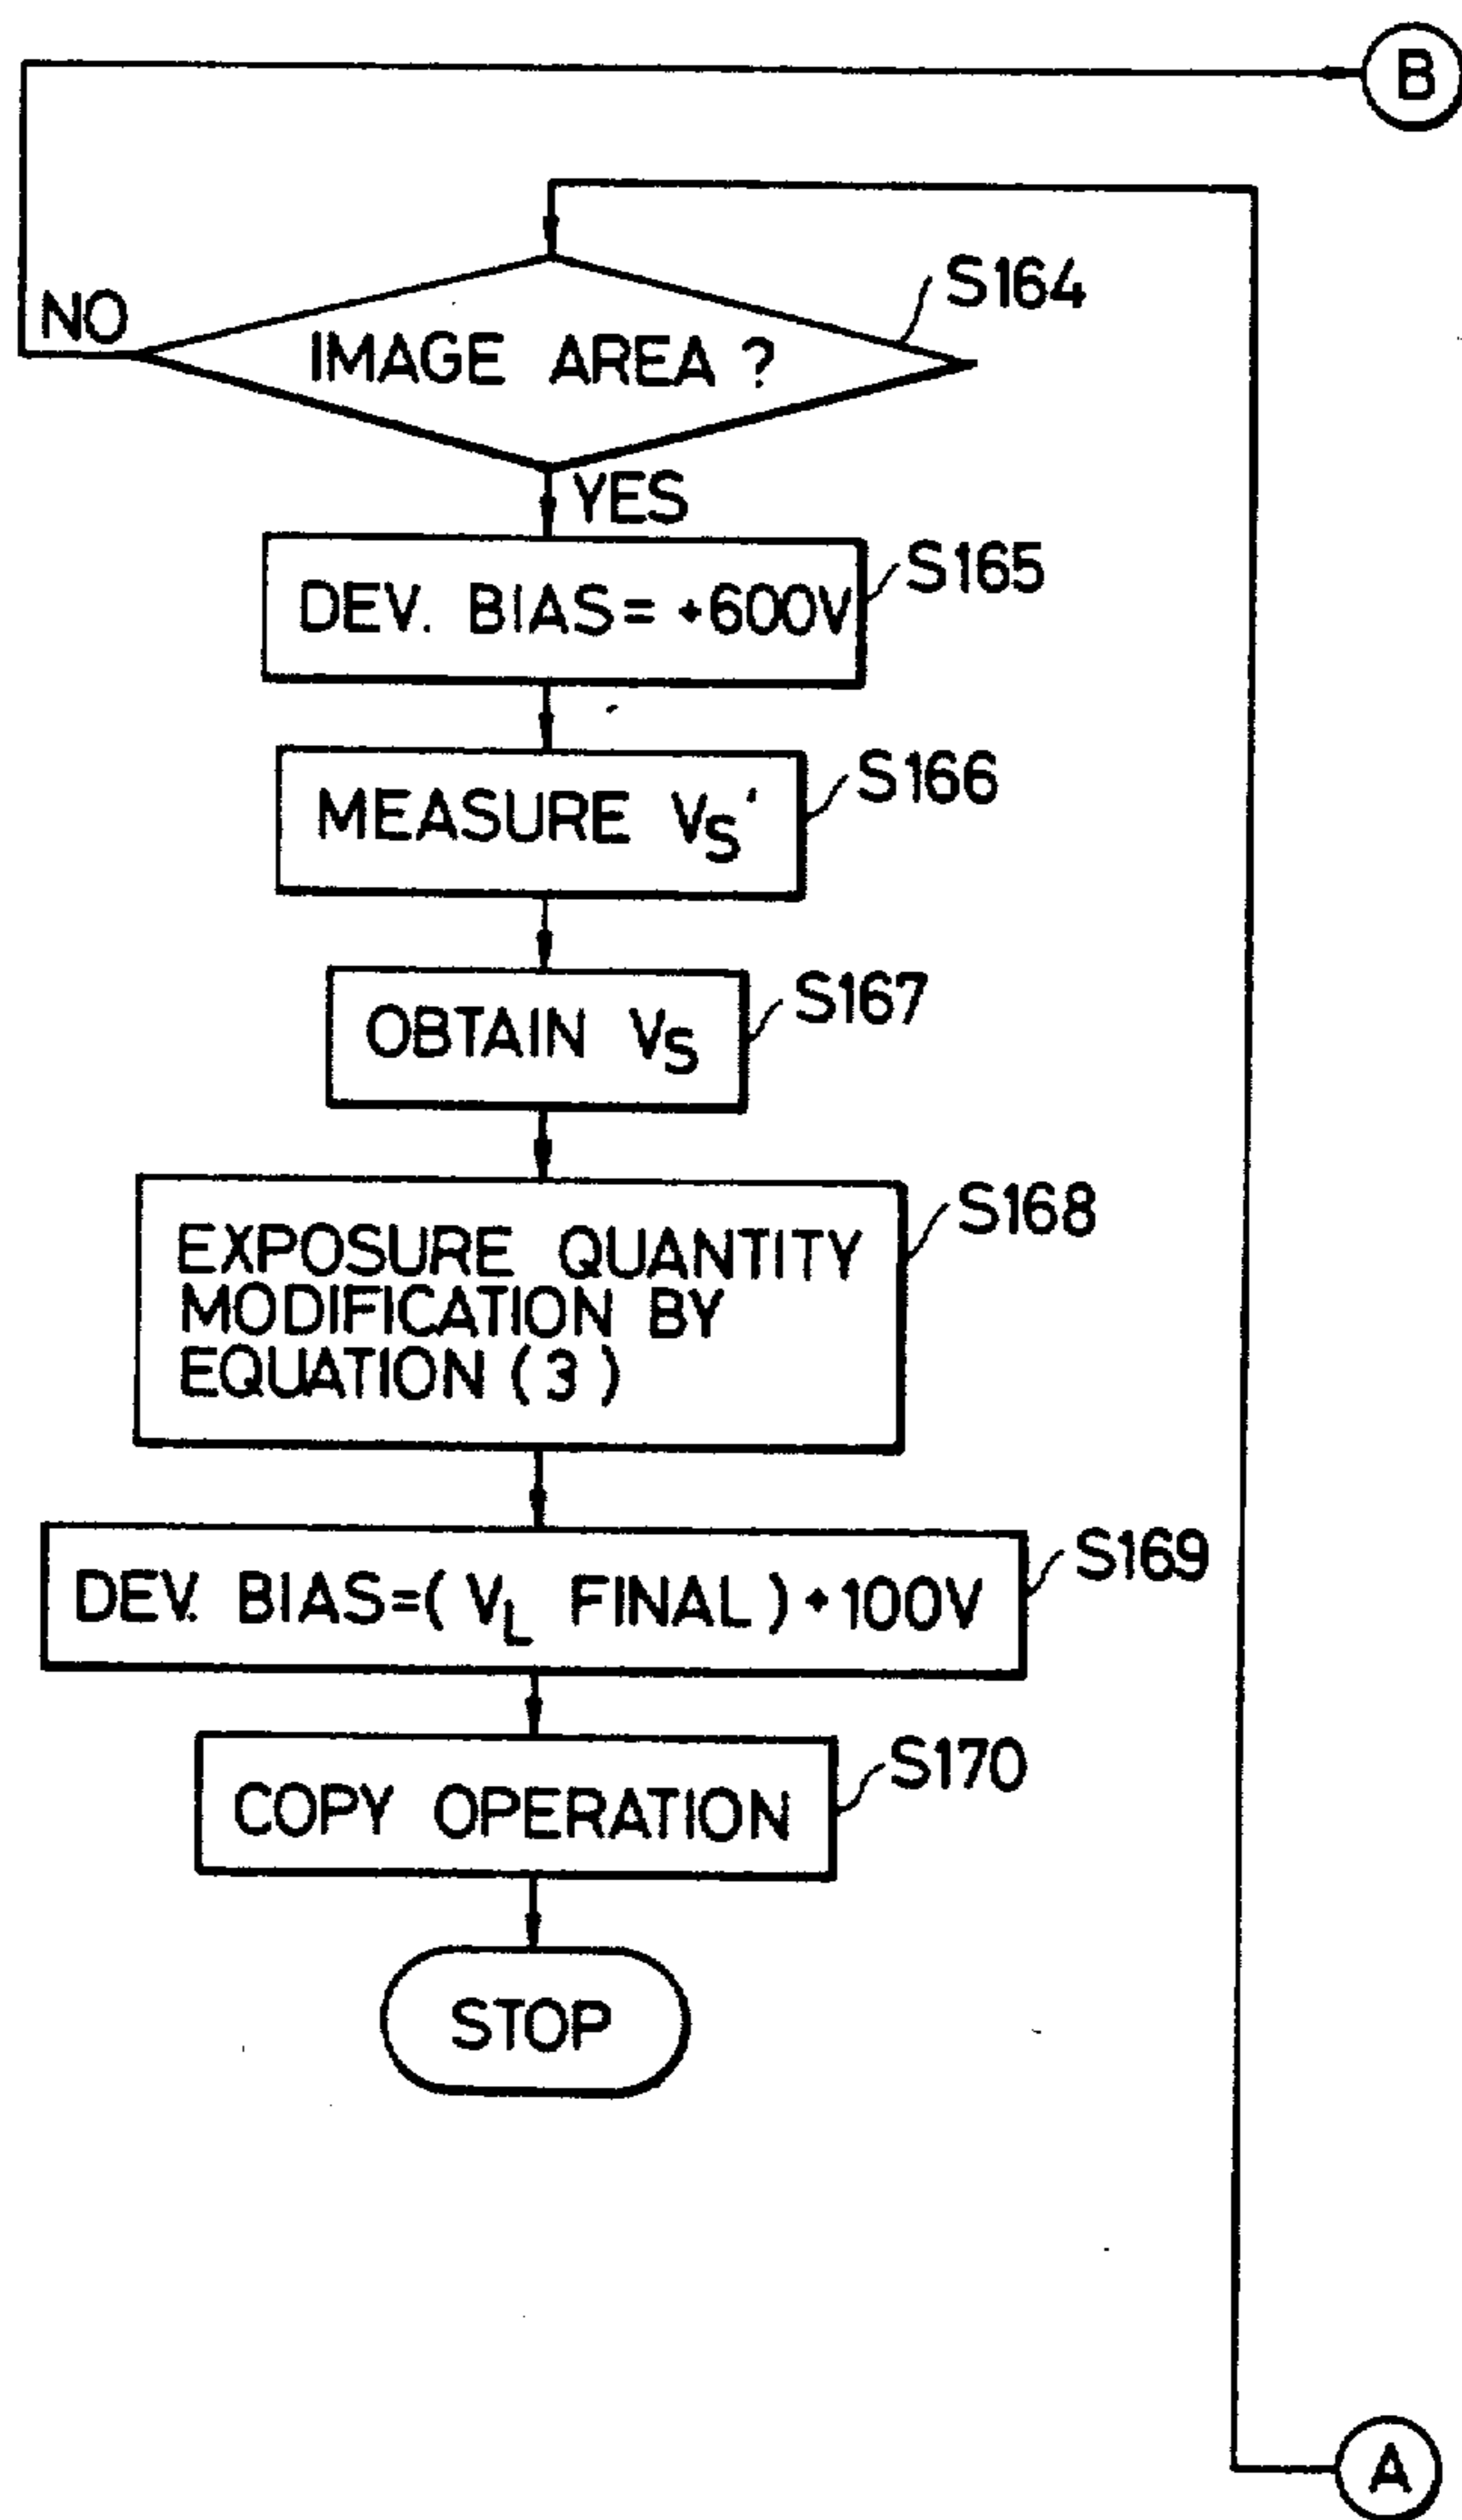 B
S164
NO
IMAGE AREA ?
YES
S165
DEV. BIAS= +600V
S166
MEASURE VS'
S167
OBTAIN VS
S168
EXPOSURE QUANTITY
MODIFICATION BY
EQUATION (3)
S169
DEV. BIAS=( VL FINAL ) +100V
S170
COPY OPERATION
STOP
A